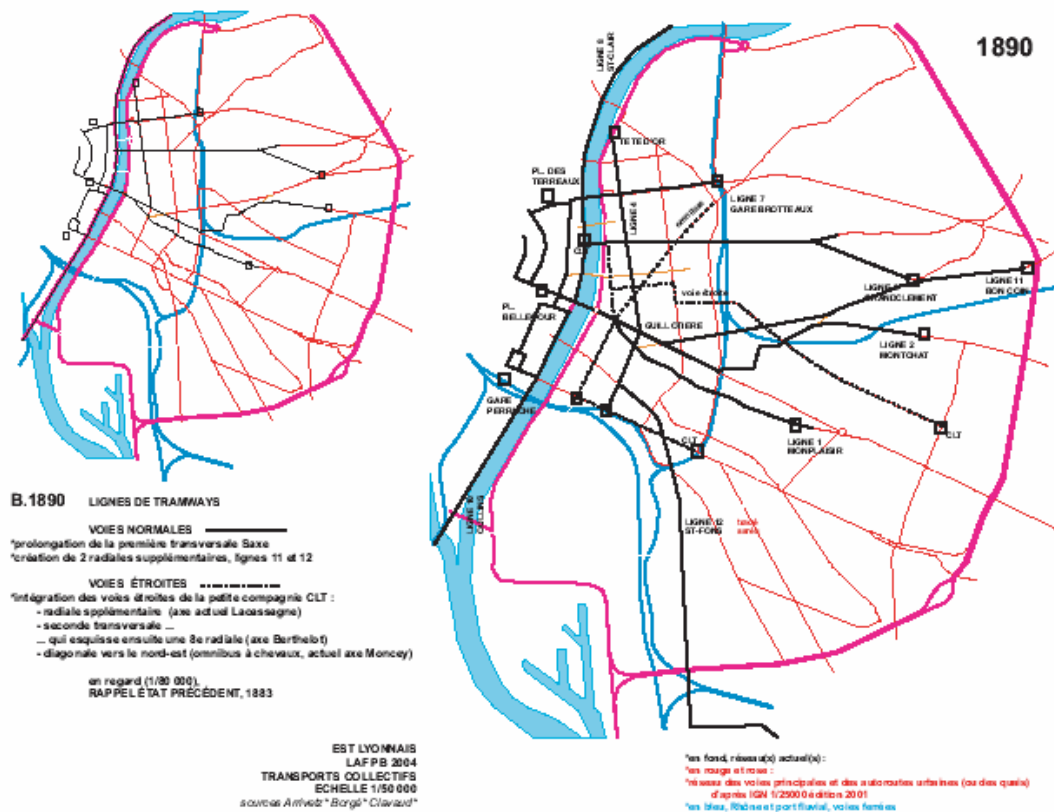 1890
LIGNE 8
ST-CLAIR
TETE D'OR
PL. DES
TERREAUX
LIGNE 4
LIGNE 7
GARE BROTTEAUX
omnibus
voie étroite
LIGNE 11
BON COIN
GRANDCLEMENT
PL.
BELLECOUR
GUILLOTIERE
LIGNE 2
MONTCHAT
GARE
PERRACHE
CLT
LIGNE 1
MONPLAISIR
CLT
LIGNE 12
ST-FONS
B.1890 LIGNES DE TRAMWAYS
VOIES NORMALES
*prolongation de la première transversale Saxe
*création de 2 radiales supplémentaires, lignes 11 et 12
VOIES ÉTROITES
*intégration des voies étroites de la petite compagnie CLT :
- radiale spplémentaire (axe actuel Lacassagne)
- seconde transversale ...
... qui esquisse ensuite une 8e radiale (axe Berthelot)
- diagonale vers le nord-est (omnibus à chevaux, actuel axe Moncey)
en regard (1/80 000),
RAPPEL ÉTAT PRÉCÉDENT, 1883
EST LYONNAIS
LAF PB 2004
TRANSPORTS COLLECTIFS
ECHELLE 1/50 000
sources Arrivetz* Borgé* Clavaud*
*en fond, réseau(x) actuel(s) :
*en rouge et rose :
*réseau des voies principales et des autoroutes urbaines (ou des quais)
d'après IGN 1/25000 édition 2001
*en bleu, Rhône et port fluvial, voies ferrées